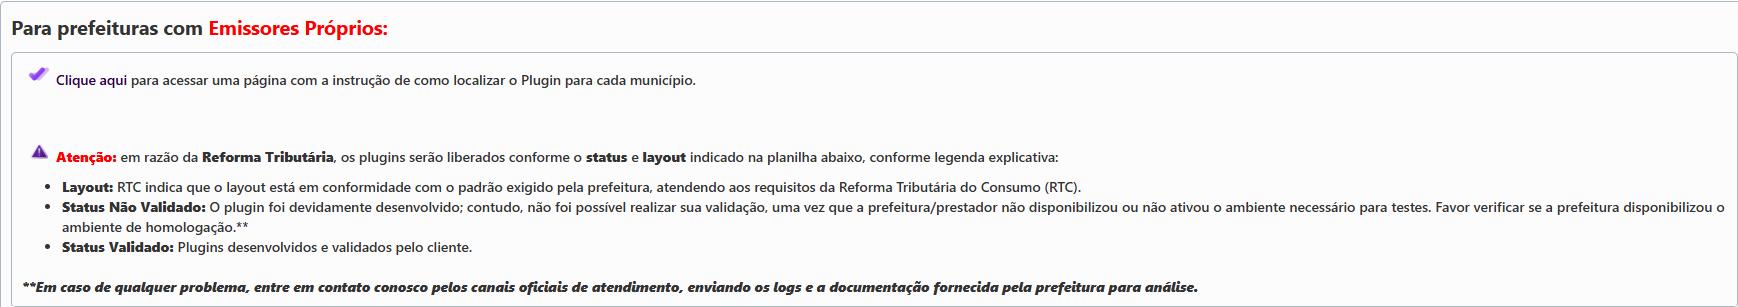 Para prefeituras com Emissores Próprios:
Clique aqui para acessar uma página com a instrução de como localizar o Plugin para cada município.
Atenção: em razão da Reforma Tributária, os plugins serão liberados conforme o status e layout indicado na planilha abaixo, conforme legenda explicativa:
• Layout: RTC indica que o layout está em conformidade com o padrão exigido pela prefeitura, atendendo aos requisitos da Reforma Tributária do Consumo (RTC).
• Status Não Validado: O plugin foi devidamente desenvolvido; contudo, não foi possível realizar sua validação, uma vez que a prefeitura/prestador não disponibilizou ou não ativou o ambiente necessário para testes. Favor verificar se a prefeitura disponibilizou o
ambiente de homologação.**
• Status Validado: Plugins desenvolvidos e validados pelo cliente.
**Em caso de qualquer problema, entre em contato conosco pelos canais oficiais de atendimento, enviando os logs e a documentação fornecida pela prefeitura para análise.